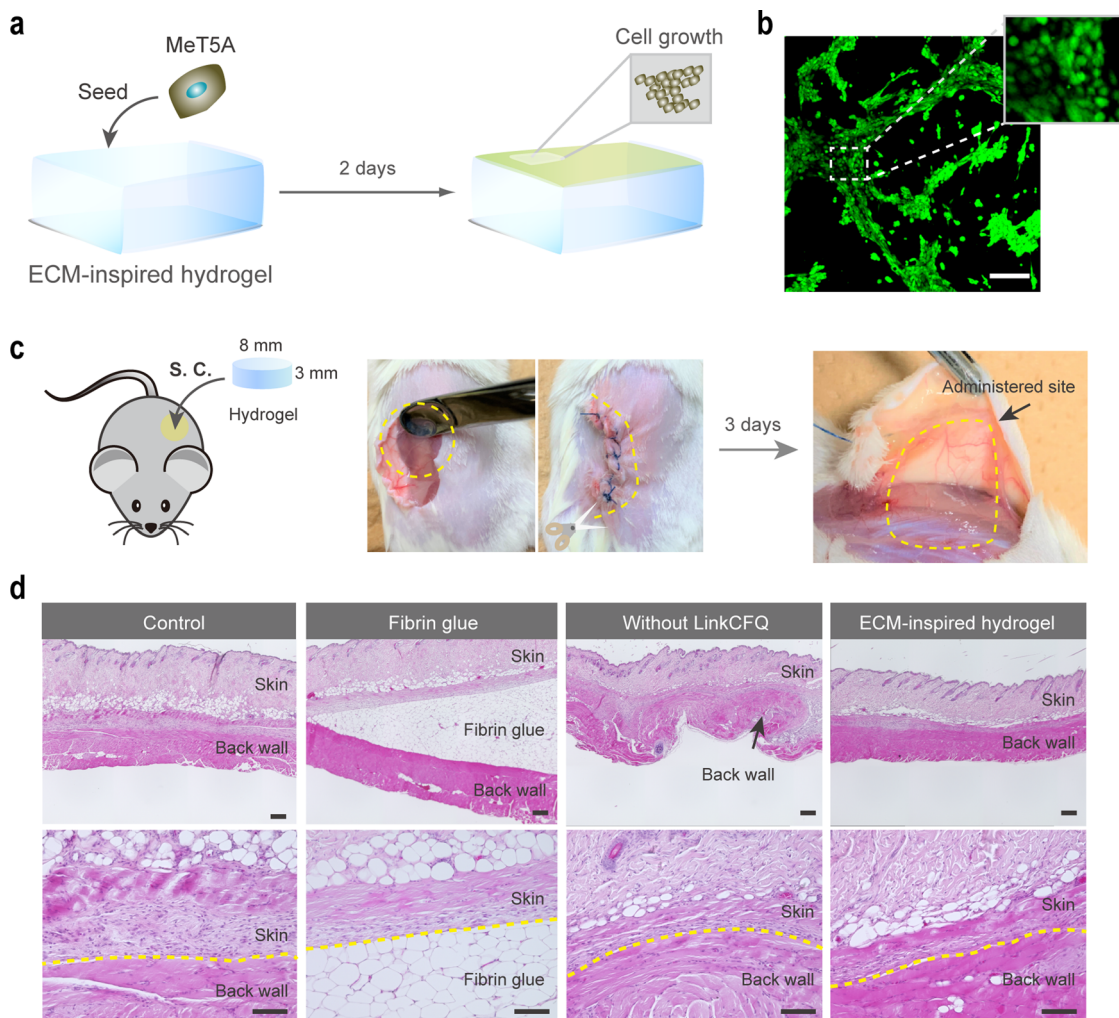 a
MeT5A
Seed
2 days
Cell growth
ECM-inspired hydrogel
b
c
8 mm
S. C.
3 mm
Hydrogel
3 days
Administered site
d
Control
Fibrin glue
Without LinkCFQ
ECM-inspired hydrogel
Skin
Back wall
Skin
Fibrin glue
Back wall
Skin
Back wall
Skin
Back wall
Skin
Back wall
Skin
Fibrin glue
Skin
Back wall
Skin
Back wall